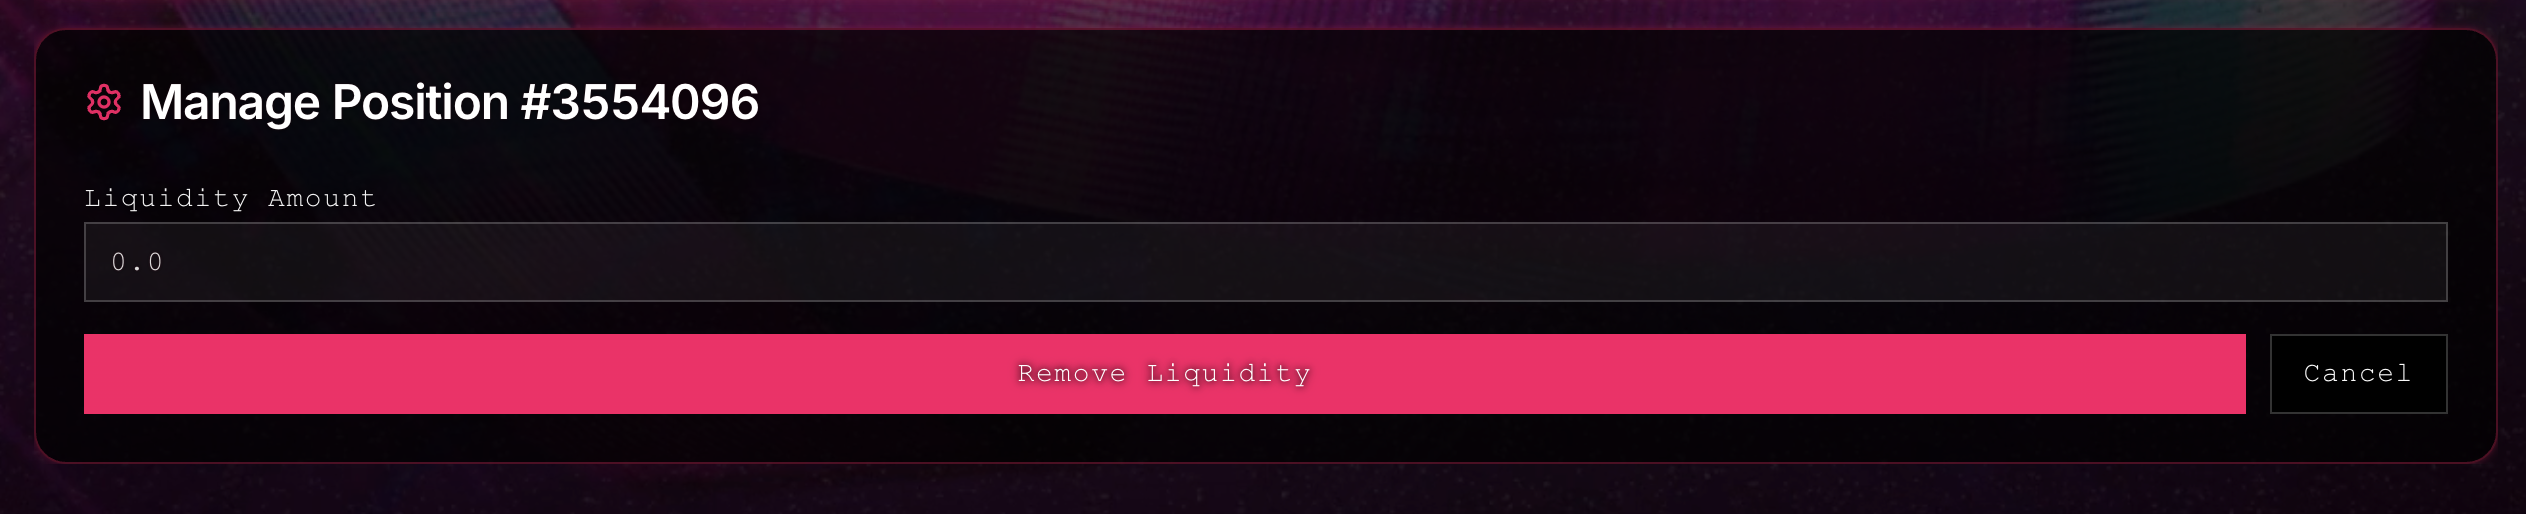 Manage Position #3554096
Liquidity Amount
0.0
Remove Liquidity
Cancel